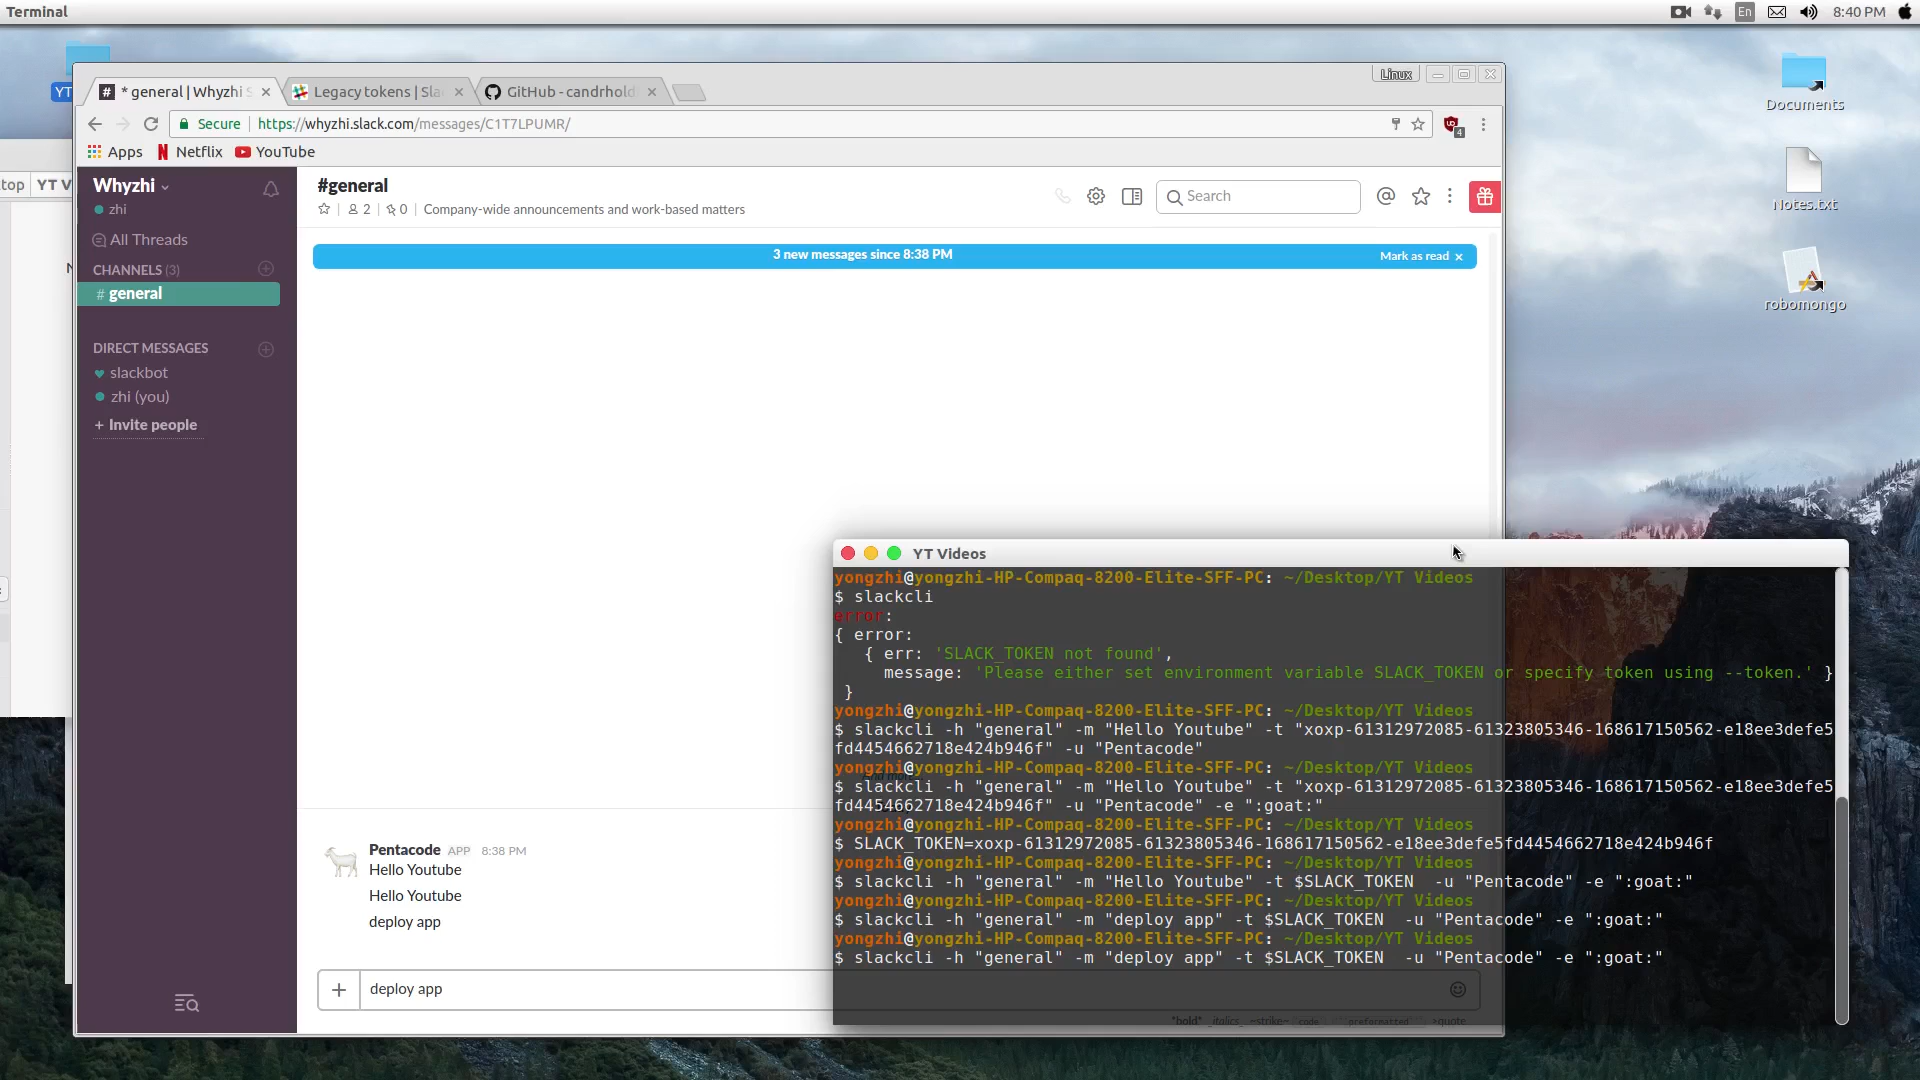 Terminal
En
8:40 PM
YT
Linux
* general | Whyzhi S
Legacy tokens | Sla
GitHub - candrhold
Secure
https://whyzhi.slack.com/messages/C1T7LPUMR/
4
Apps
Netflix
YouTube
Documents
Notes.txt
robomongo
top
YT V
N
Whyzhi
zhi
All Threads
CHANNELS (3)
# general
DIRECT MESSAGES
slackbot
zhi (you)
+ Invite people
#general
2
0
Company-wide announcements and work-based matters
Search
3 new messages since 8:38 PM
Mark as read
Pentacode APP 8:38 PM
Hello Youtube
Hello Youtube
deploy app
deploy app
*bold* _italics_ ~strike~ code preformatted >quote
YT Videos
yongzhi@yongzhi-HP-Compaq-8200-Elite-SFF-PC: ~/Desktop/YT Videos
$ slackcli
error:
{ error:
{ err: 'SLACK_TOKEN not found',
message: 'Please either set environment variable SLACK_TOKEN or specify token using --token.' }
}
yongzhi@yongzhi-HP-Compaq-8200-Elite-SFF-PC: ~/Desktop/YT Videos
$ slackcli -h "general" -m "Hello Youtube" -t "xoxp-61312972085-61323805346-168617150562-e18ee3defe5
fd4454662718e424b946f" -u "Pentacode"
yongzhi@yongzhi-HP-Compaq-8200-Elite-SFF-PC: ~/Desktop/YT Videos
$ slackcli -h "general" -m "Hello Youtube" -t "xoxp-61312972085-61323805346-168617150562-e18ee3defe5
fd4454662718e424b946f" -u "Pentacode" -e ":goat:"
yongzhi@yongzhi-HP-Compaq-8200-Elite-SFF-PC: ~/Desktop/YT Videos
$ SLACK_TOKEN=xoxp-61312972085-61323805346-168617150562-e18ee3defe5fd4454662718e424b946f
yongzhi@yongzhi-HP-Compaq-8200-Elite-SFF-PC: ~/Desktop/YT Videos
$ slackcli -h "general" -m "Hello Youtube" -t $SLACK_TOKEN  -u "Pentacode" -e ":goat:"
yongzhi@yongzhi-HP-Compaq-8200-Elite-SFF-PC: ~/Desktop/YT Videos
$ slackcli -h "general" -m "deploy app" -t $SLACK_TOKEN  -u "Pentacode" -e ":goat:"
yongzhi@yongzhi-HP-Compaq-8200-Elite-SFF-PC: ~/Desktop/YT Videos
$ slackcli -h "general" -m "deploy app" -t $SLACK_TOKEN  -u "Pentacode" -e ":goat:"